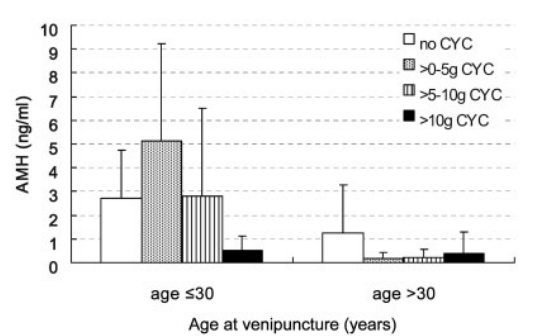 10
9
8
7
6
5
4
3
2
1
0
AMH (ng/ml)
no CYC
>0-5g CYC
>5-10g CYC
>10g CYC
age ≤30
age >30
Age at venipuncture (years)